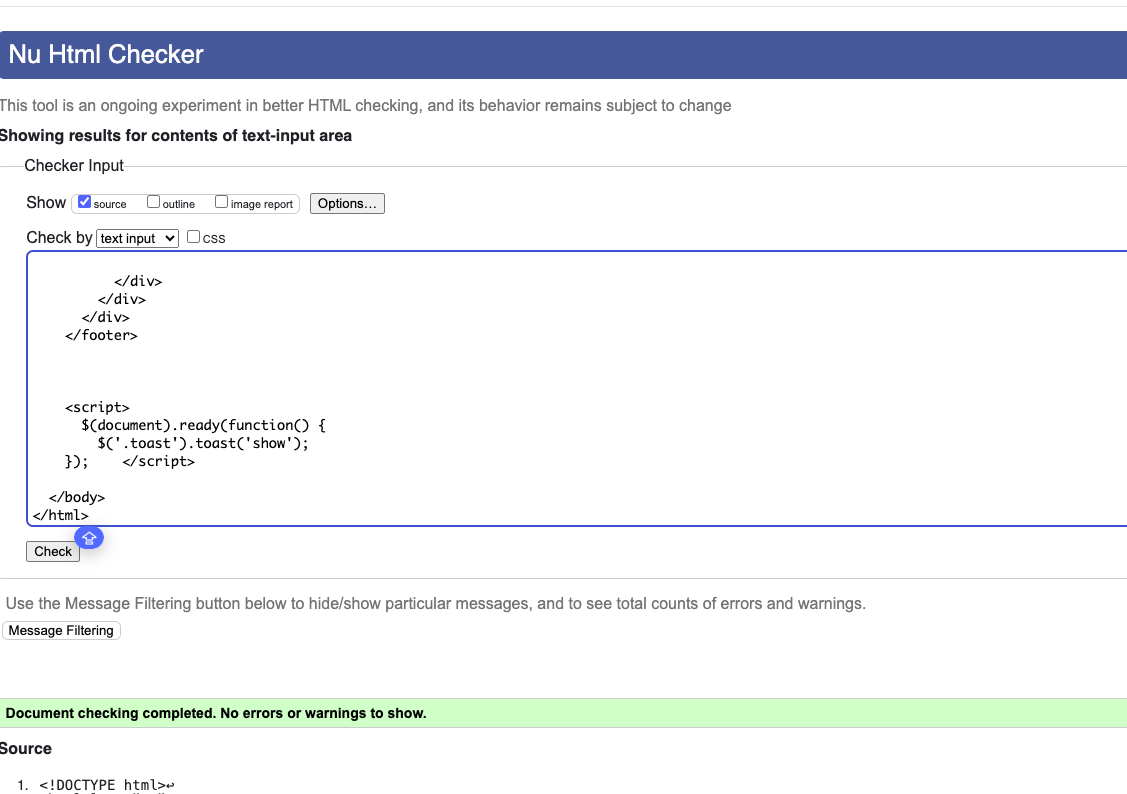 Nu Html Checker
This tool is an ongoing experiment in better HTML checking, and its behavior remains subject to change
Showing results for contents of text-input area
Checker Input
Show source outline image report Options...
Check by text input CSS
</div>
</div>
</div>
</footer>
<script>
$(document).ready(function() {
$('.toast').toast('show');
}); </script>
</body>
</html>
Check
Use the Message Filtering button below to hide/show particular messages, and to see total counts of errors and warnings.
Message Filtering
Document checking completed. No errors or warnings to show.
Source
1. <!DOCTYPE html>↩